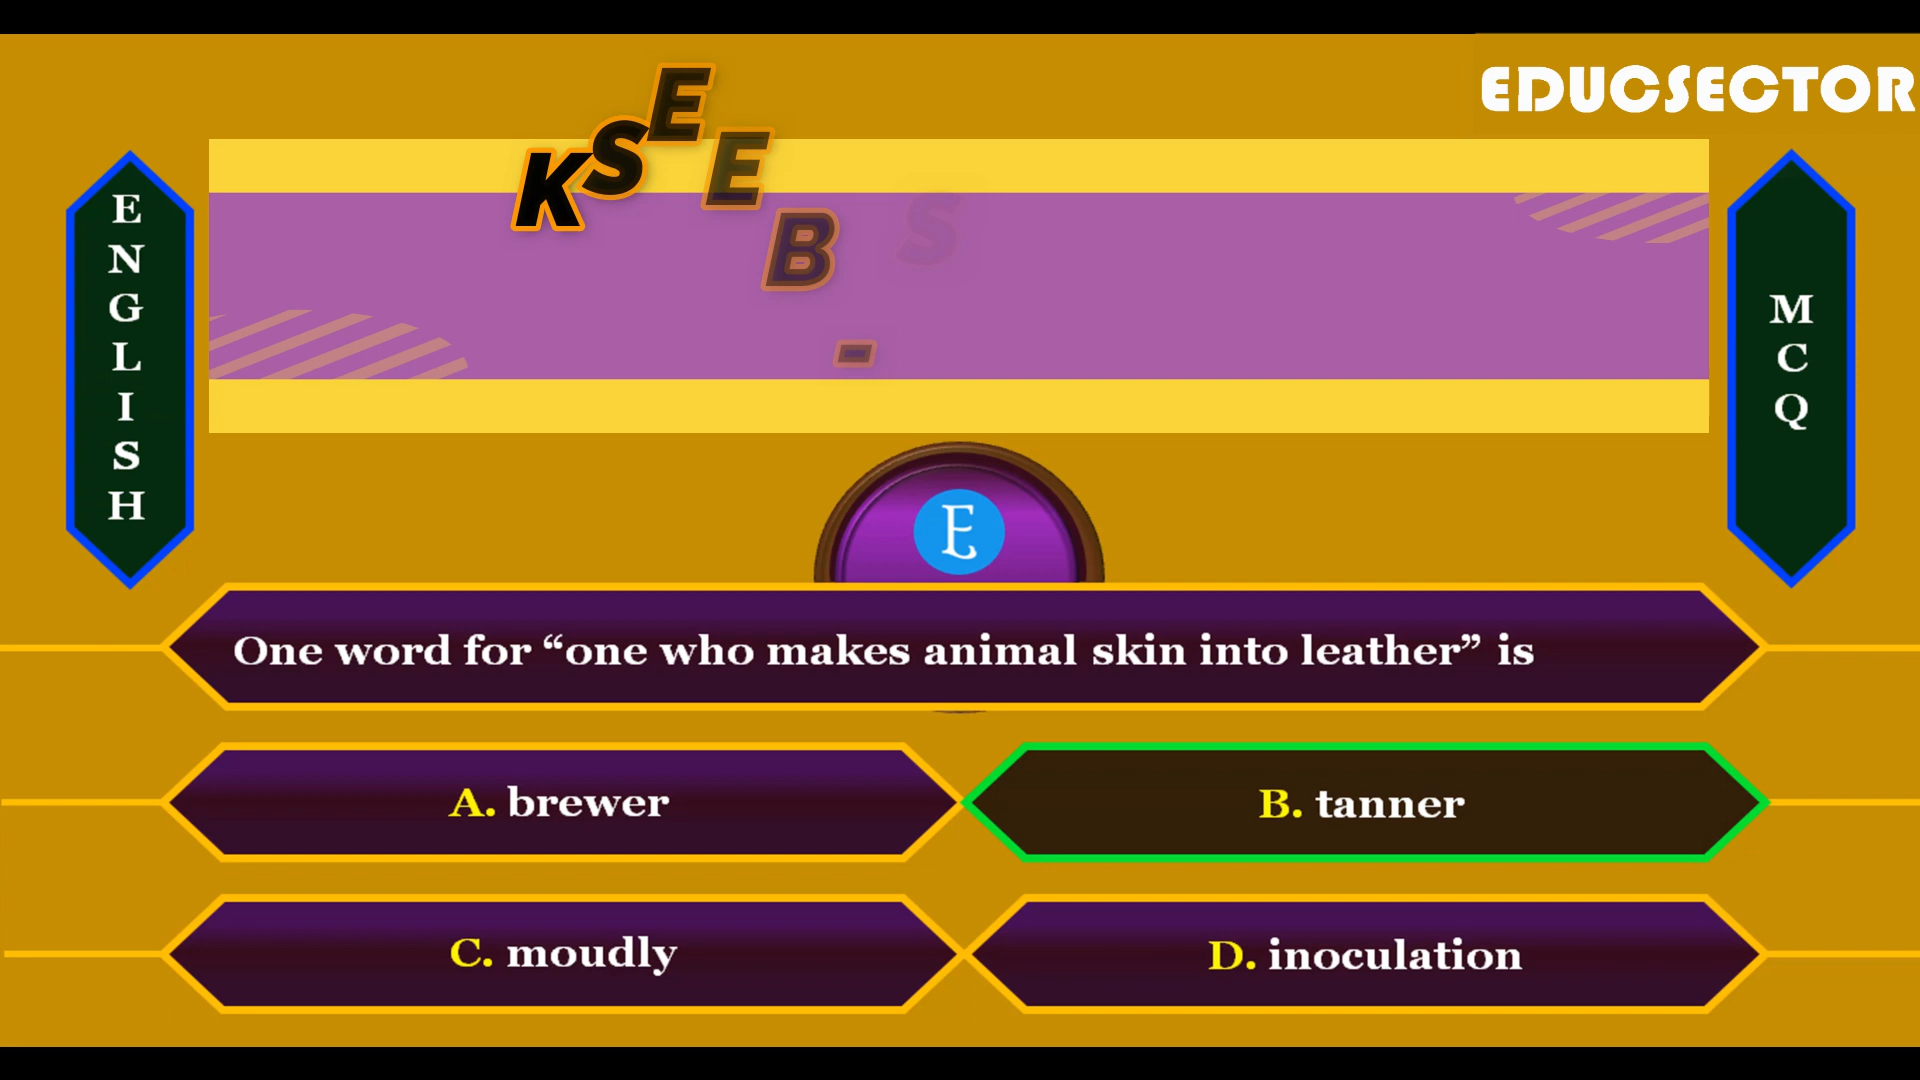 EDUCSECTOR
KSEEB-S
ENGLISH
MCQ
E
One word for “one who makes animal skin into leather” is
A. brewer
B. tanner
C. moudly
D. inoculation